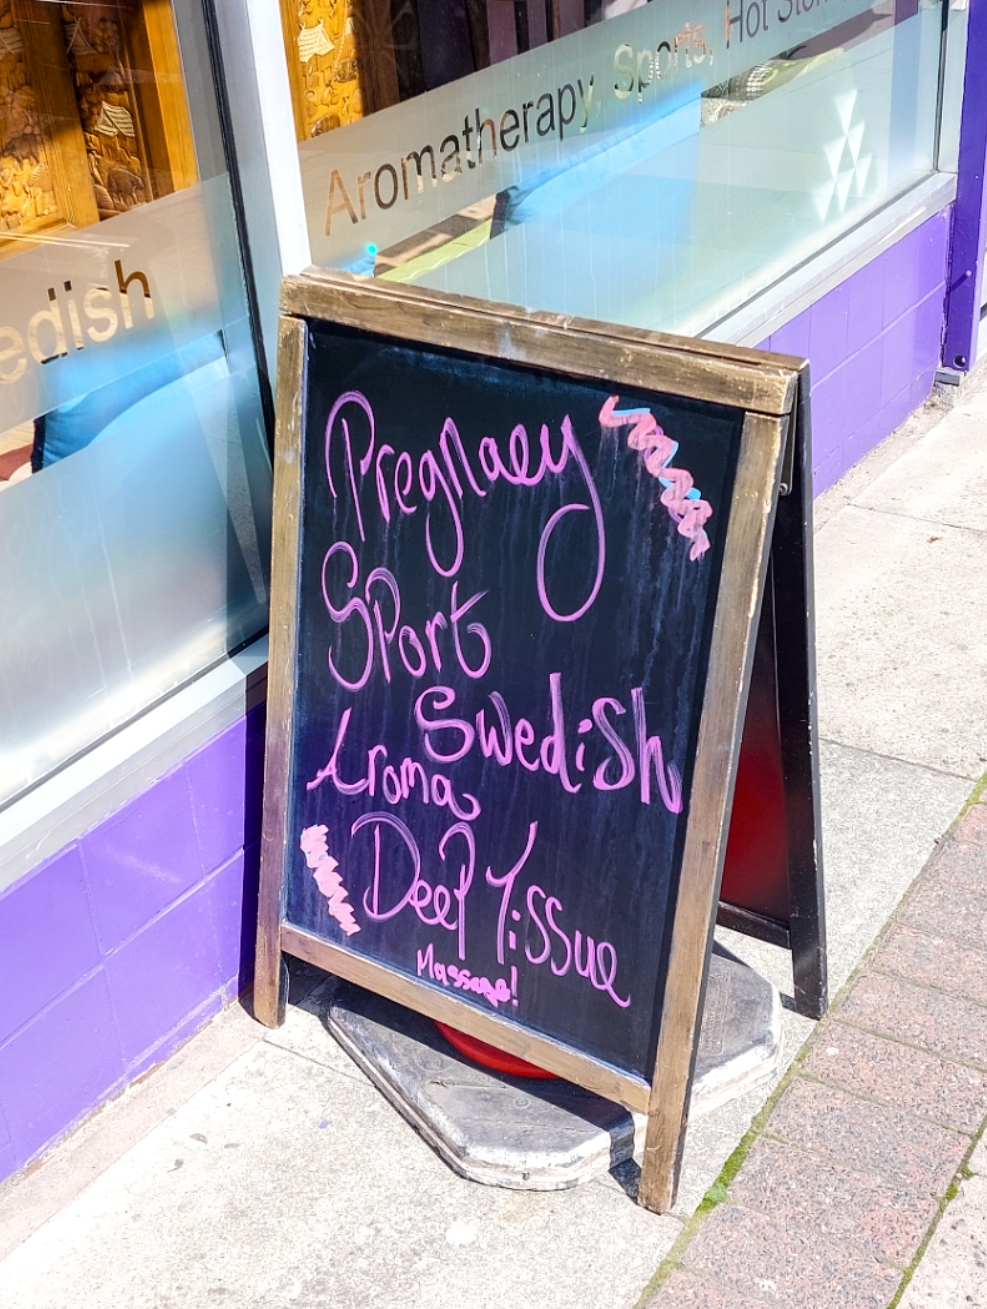 Aromatherapy, Sports, Hot Ston
edish
Pregnaey
Sport
Swedish
Aroma
Deep Tissue
Massage!